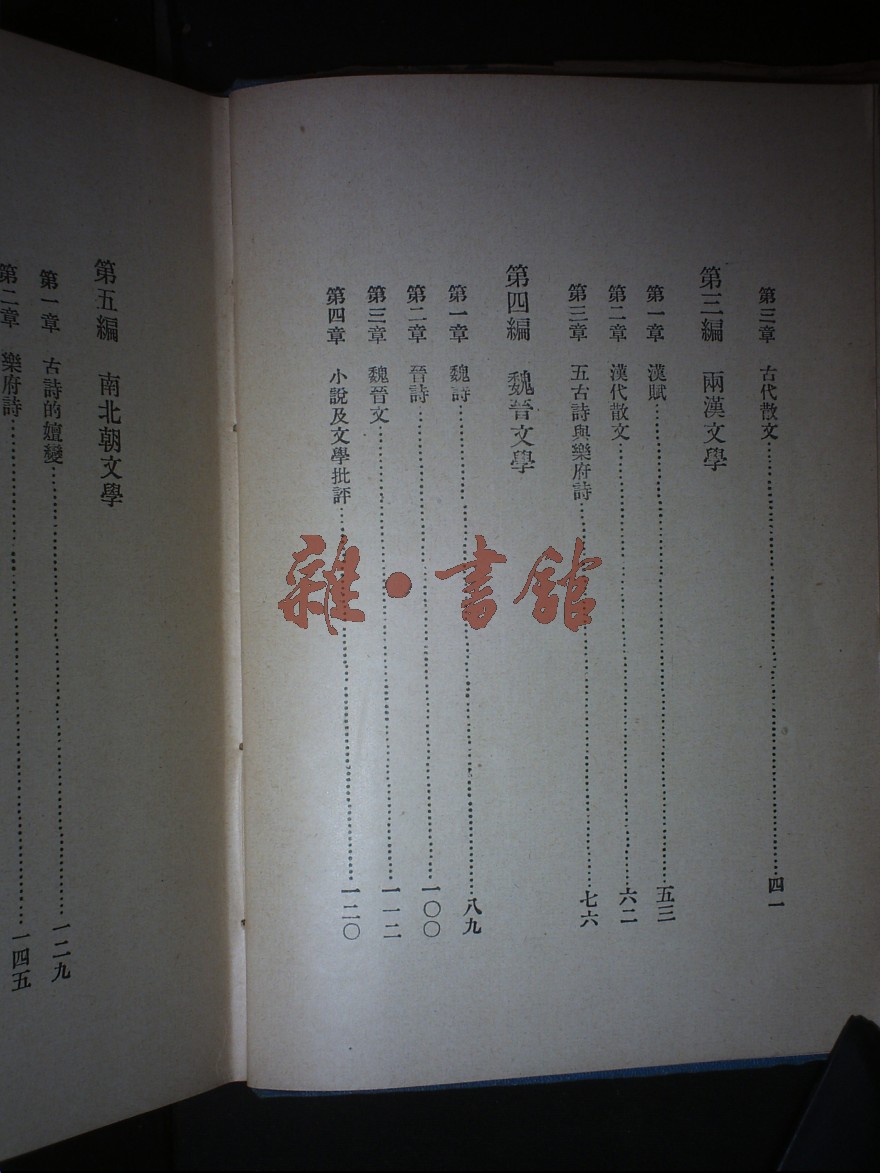 第三章 古代散文……四一
第三編 兩漢文學
第一章 漢賦……五三
第二章 漢代散文……六二
第三章 五古詩與樂府詩……七六
第四編 魏晉文學
第一章 魏詩……八九
第二章 晉詩……一〇〇
第三章 魏晉文……一一二
第四章 小說及文學批評……一二〇
第五編 南北朝文學
第一章 古詩的嬗變……一二九
第二章 樂府詩……一四五
雜·書館